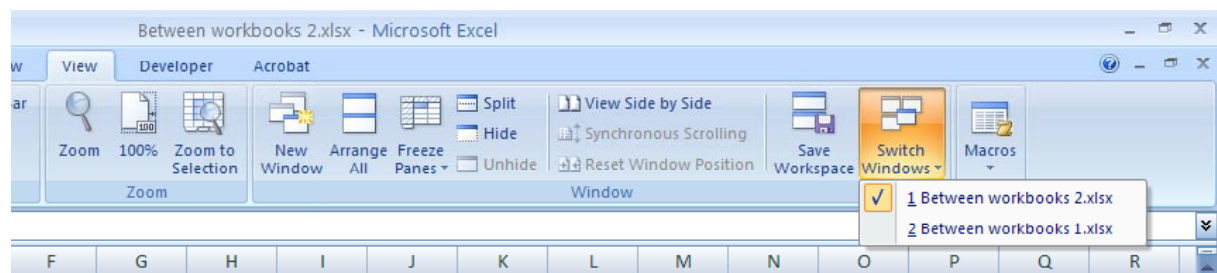 Between workbooks 2.xlsx - Microsoft Excel
w View Developer Acrobat
ar
Zoom
100
100%
Zoom to
Selection
New
Window
Arrange
All
Freeze
Panes
Split
Hide
Unhide
View Side by Side
Synchronous Scrolling
Reset Window Position
Save
Workspace
Switch
Windows
Macros
Zoom Window
1 Between workbooks 2.xlsx
2 Between workbooks 1.xlsx
F G H I J K L M N O P Q R